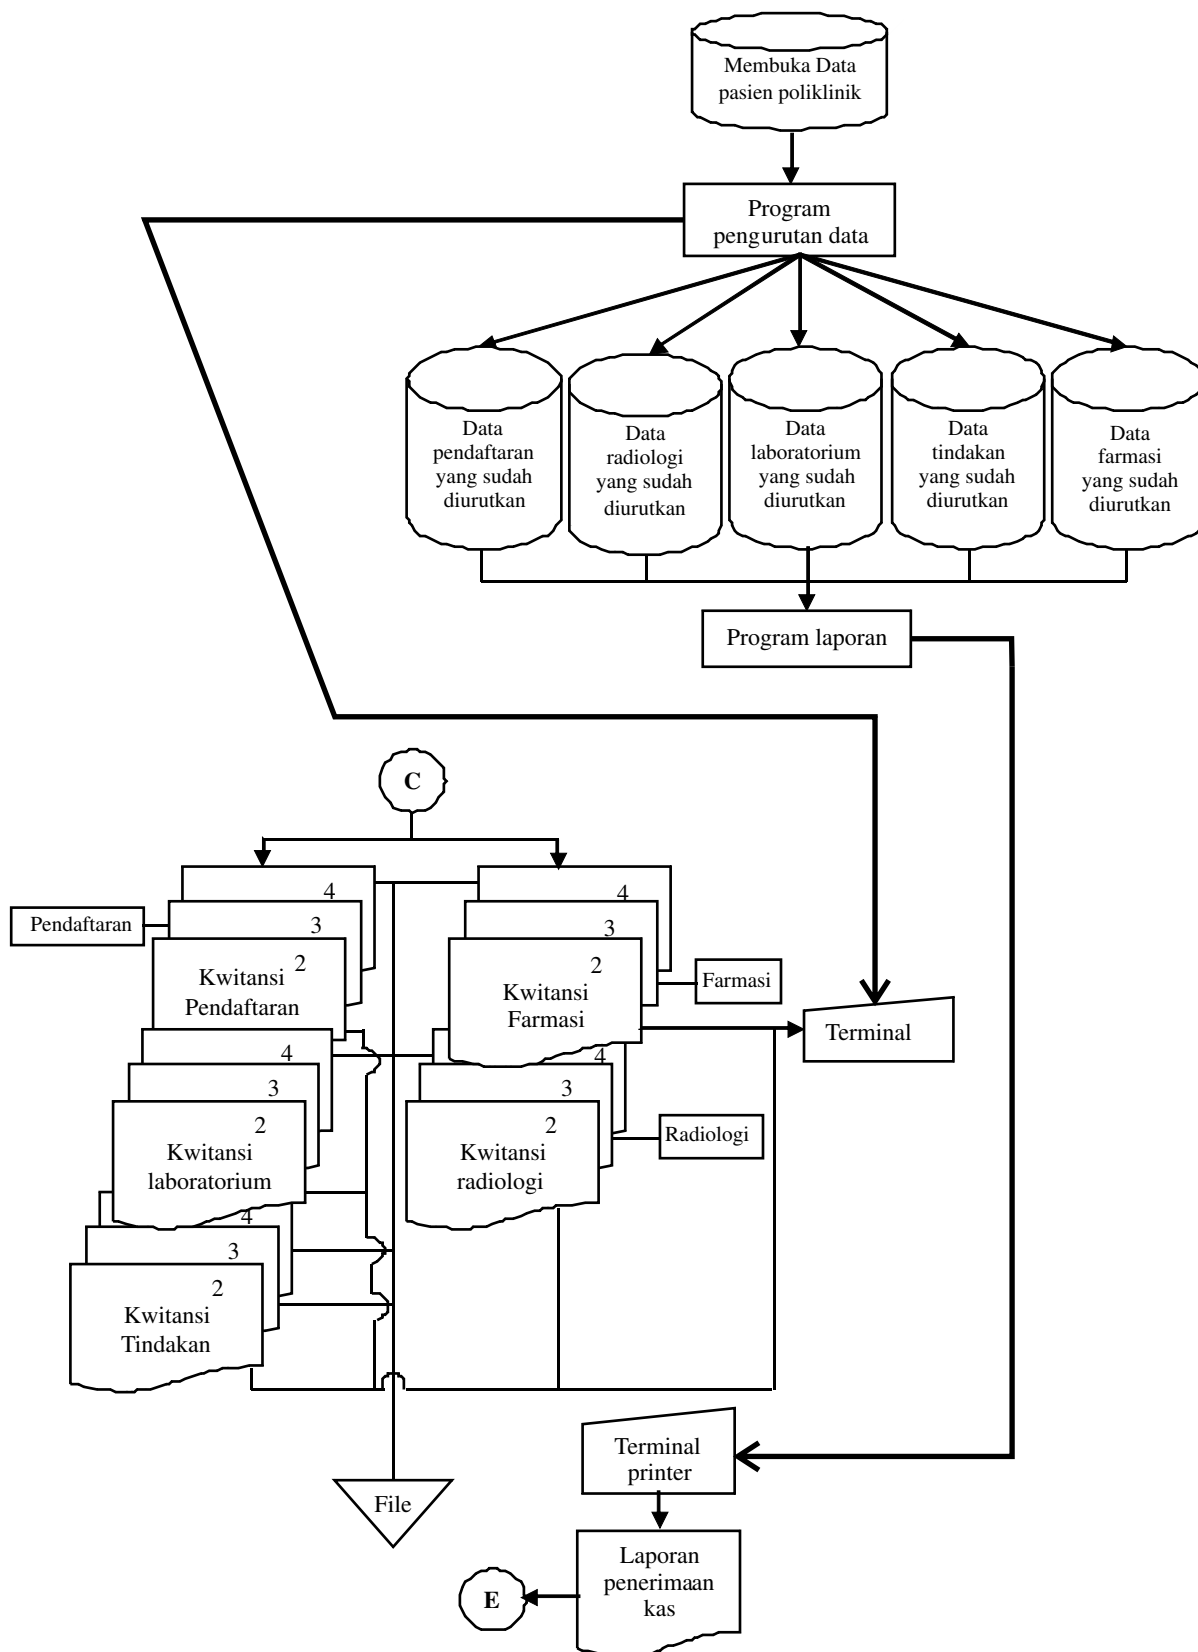 Membuka Data
pasien poliklinik
Program
pengurutan data
Data
pendaftaran
yang sudah
diurutkan
Data
radiologi
yang sudah
diurutkan
Data
laboratorium
yang sudah
diurutkan
Data
tindakan
yang sudah
diurutkan
Data
farmasi
yang sudah
diurutkan
Program laporan
C
4
3
2
Kwitansi
Pendaftaran
Pendaftaran
4
3
2
Kwitansi
Farmasi
Farmasi
Terminal
4
3
2
Kwitansi
laboratorium
4
3
2
Kwitansi
radiologi
Radiologi
4
3
2
Kwitansi
Tindakan
File
Terminal
printer
Laporan
penerimaan
kas
E